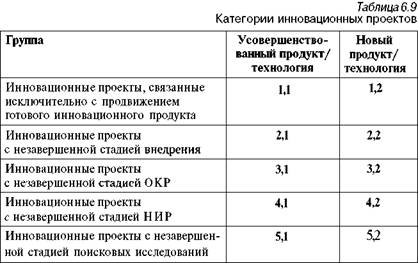 Таблица 6.9
Категории инновационных проектов
Группа
Усовершенство-
ванный продукт/
технология
Новый
продукт/
технология
Инновационные проекты, связанные
исключительно с продвижением
готового инновационного продукта
1,1
1,2
Инновационные проекты
с незавершенной стадией внедрения
2,1
2,2
Инновационные проекты
с незавершенной стадией ОКР
3,1
3,2
Инновационные проекты
с незавершенной стадией НИР
4,1
4,2
Инновационные проекты с незавершен-
ной стадией поисковых исследований
5,1
5,2